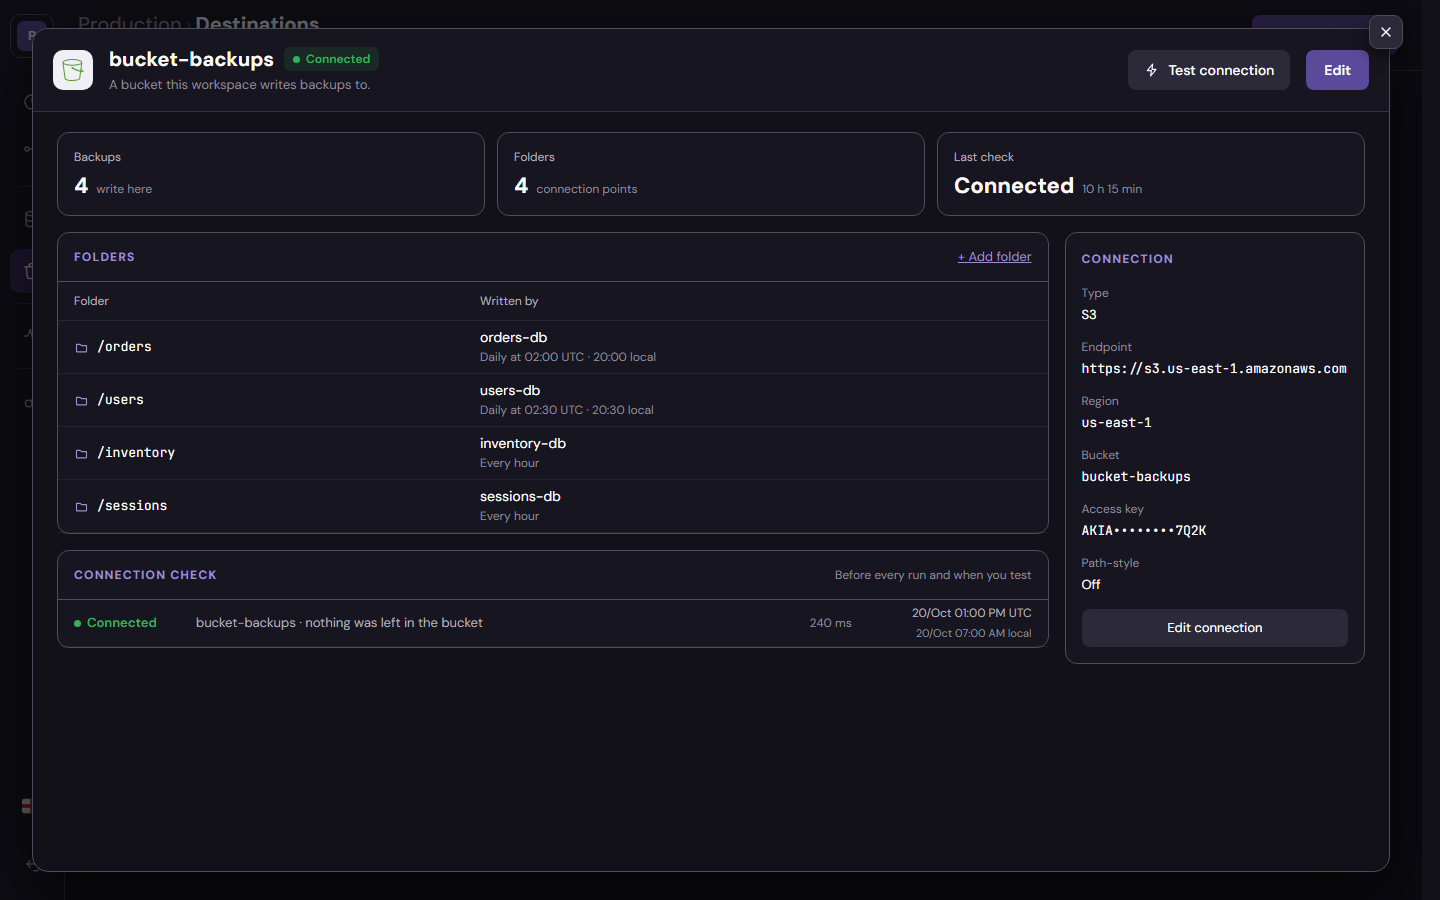 Production › Destinations
bucket-backups
Connected
A bucket this workspace writes backups to.
Test connection
Edit
Backups
4 write here
Folders
4 connection points
Last check
Connected 10 h 15 min
FOLDERS
+ Add folder
Folder
Written by
/orders
orders-db
Daily at 02:00 UTC · 20:00 local
/users
users-db
Daily at 02:30 UTC · 20:30 local
/inventory
inventory-db
Every hour
/sessions
sessions-db
Every hour
CONNECTION CHECK
Before every run and when you test
Connected
bucket-backups · nothing was left in the bucket
240 ms
20/Oct 01:00 PM UTC
20/Oct 07:00 AM local
CONNECTION
Type
S3
Endpoint
https://s3.us-east-1.amazonaws.com
Region
us-east-1
Bucket
bucket-backups
Access key
AKIA••••••••7Q2K
Path-style
Off
Edit connection